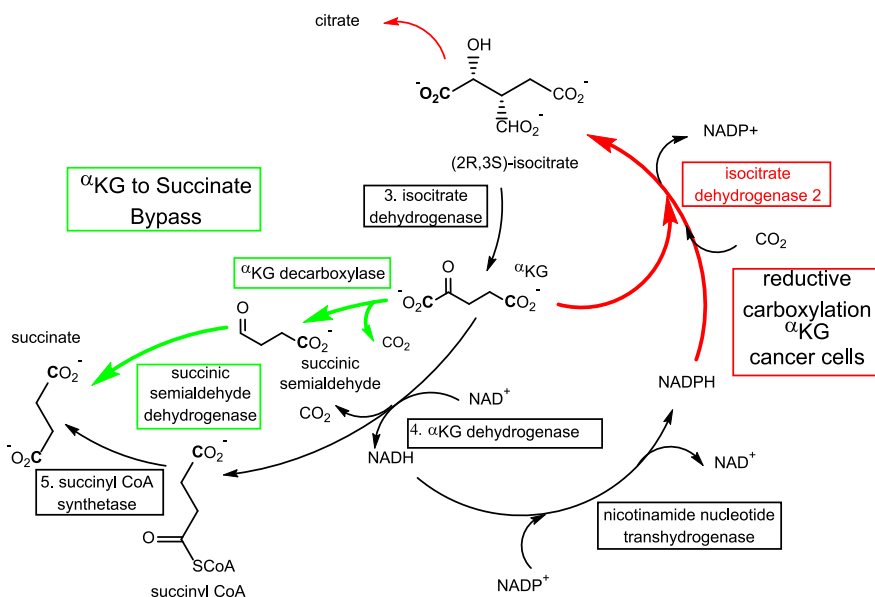 citrate
OH
-O₂C
CO₂-
CHO₂-
(2R,3S)-isocitrate
NADP+
isocitrate
dehydrogenase 2
CO₂
αKG to Succinate
Bypass
3. isocitrate
dehydrogenase
αKG decarboxylase
O
-O₂C
CO₂-
αKG
reductive
carboxylation
αKG
cancer cells
O
CO₂-
CO₂
succinic
semialdehyde
succinate
CO₂-
-O₂C
succinic
semialdehyde
dehydrogenase
CO₂
NAD+
NADPH
4. αKG dehydrogenase
NADH
NAD+
5. succinyl CoA
synthetase
CO₂-
O
SCoA
succinyl CoA
nicotinamide nucleotide
transhydrogenase
NADP+